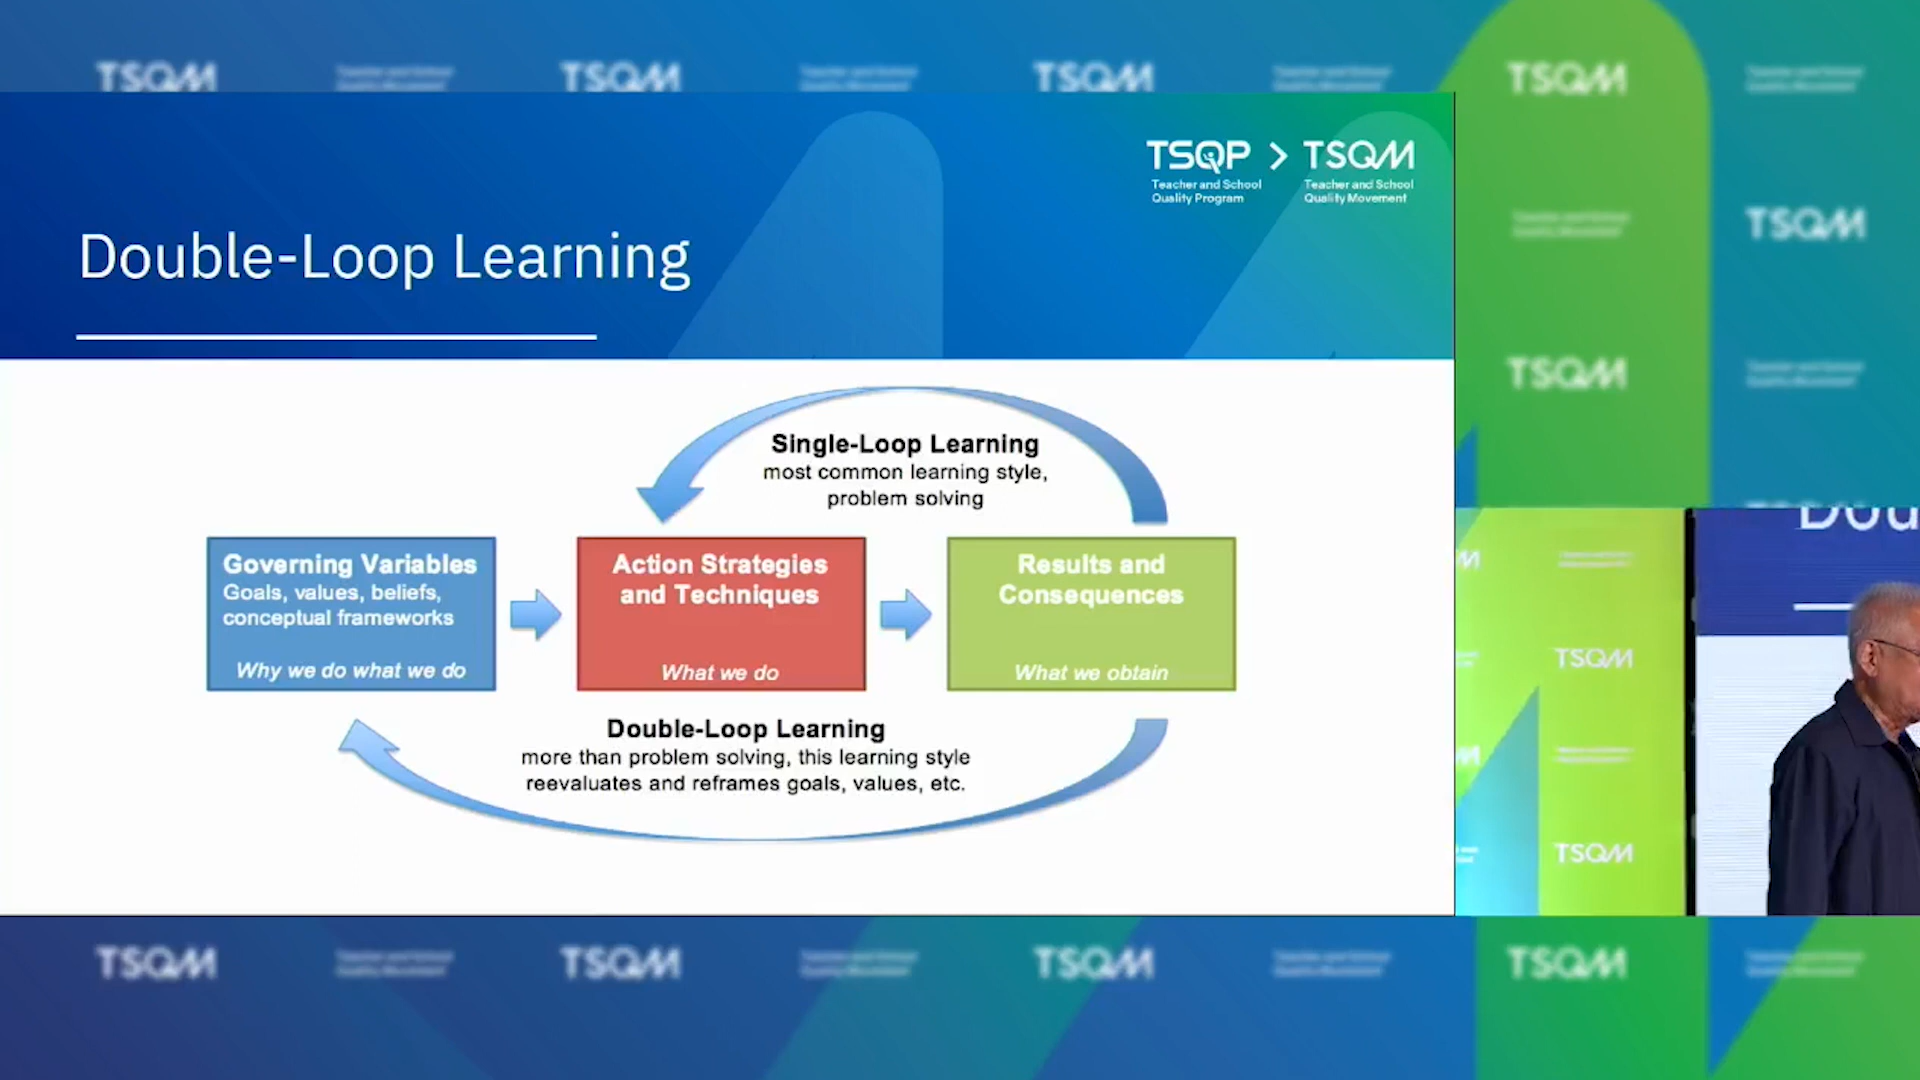 TSQM
TSQM
TSQM
TSQM
TSQP > TSQM
Teacher and School
Quality Program
Teacher and School
Quality Movement
TSQM
Double-Loop Learning
TSQM
Single-Loop Learning
most common learning style,
problem solving
Governing Variables
Goals, values, beliefs,
conceptual frameworks
Why we do what we do
Action Strategies
and Techniques
What we do
Results and
Consequences
What we obtain
Double-Loop Learning
more than problem solving, this learning style
reevaluates and reframes goals, values, etc.
TSQM
TSQM
TSQM
TSQM
TSQM
TSQM